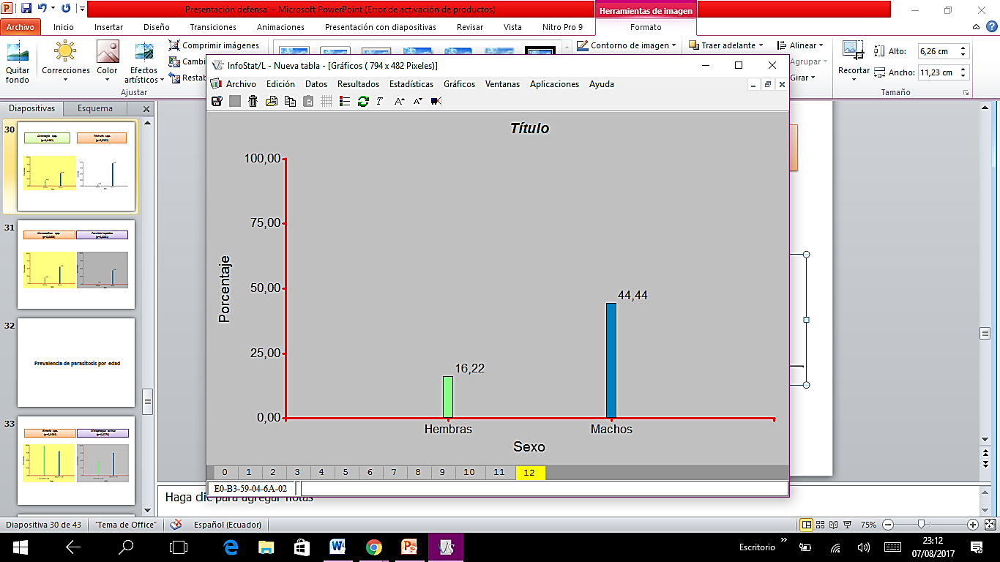 Presentación defensa - Microsoft PowerPoint (Error de activación de productos)
Herramientas de imagen
Archivo Inicio Insertar Diseño Transiciones Animaciones Presentación con diapositivas Revisar Vista Nitro Pro 9 Formato
Quitar fondo
Correcciones
Color
Efectos artísticos
Comprimir imágenes
Cambi
Restab
Ajustar
Contorno de imagen
Traer adelante
Alinear
Agrupar
Girar
Recortar
Alto: 6,26 cm
Ancho: 11,23 cm
Tamaño
Diapositivas Esquema
30
31
32
Prevalencia de parasitosis por edad
33
InfoStat/L - Nueva tabla - [Gráficos ( 794 x 482 Pixeles)]
Archivo Edición Datos Resultados Estadísticas Gráficos Ventanas Aplicaciones Ayuda
Título
100,00
75,00
50,00
25,00
0,00
Porcentaje
44,44
16,22
Hembras Machos
Sexo
0 1 2 3 4 5 6 7 8 9 10 11 12
E0-B3-59-04-6A-02
Haga clic para agregar notas
Diapositiva 30 de 43 "Tema de Office" Español (Ecuador) 75%
Escritorio
23:12
07/08/2017